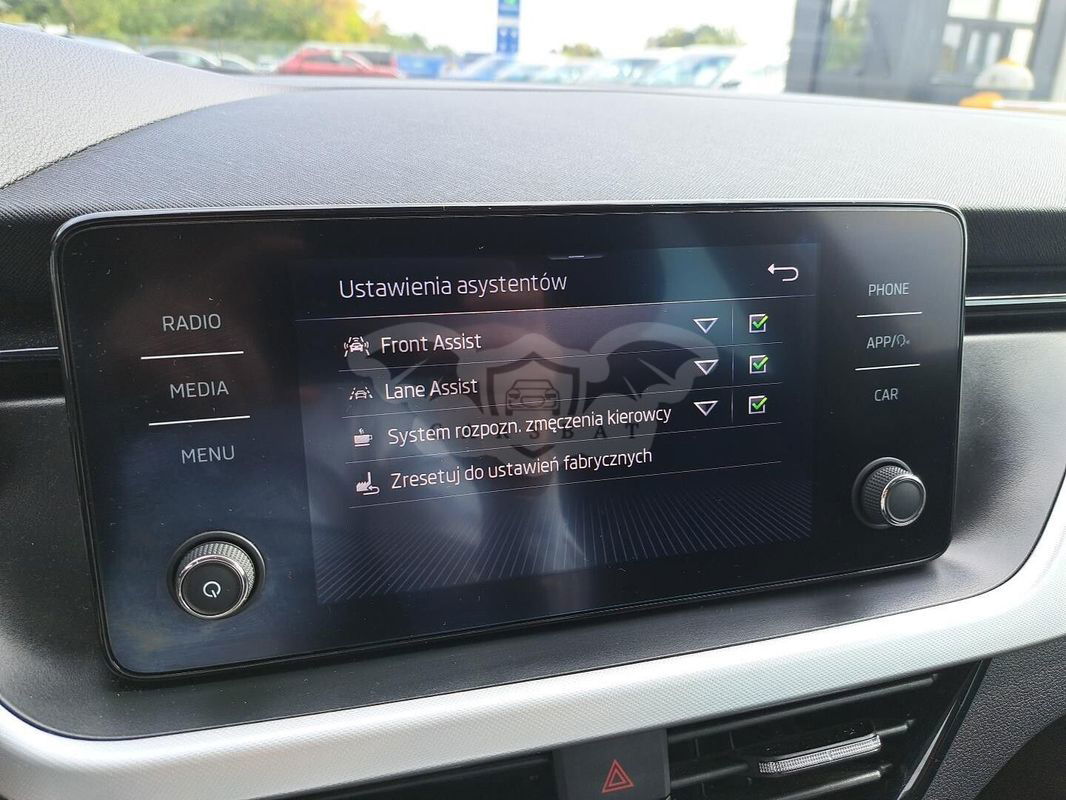 Ustawienia asystentów
RADIO
MEDIA
MENU
Front Assist
Lane Assist
System rozpozn. zmęczenia kierowcy
Zresetuj do ustawień fabrycznych
CARSBAT
PHONE
APP/
CAR